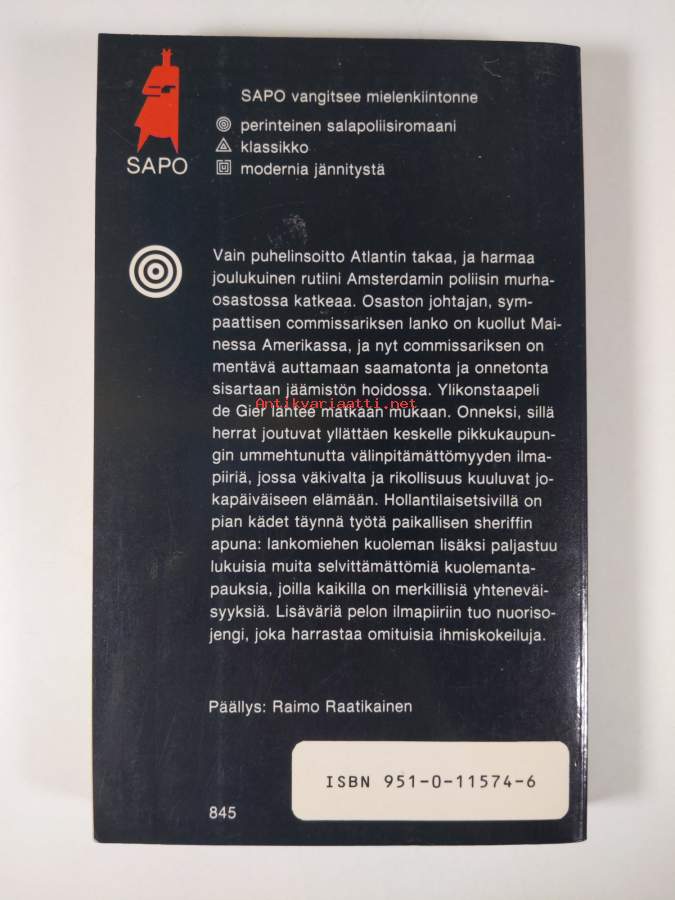 SAPO vangitsee mielenkiintonne
perinteinen salapoliisiromaani
klassikko
modernia jännitystä
SAPO
Vain puhelinsoitto Atlantin takaa, ja harmaa
joulukuinen rutiini Amsterdamin poliisin murha-
osastossa katkeaa. Osaston johtajan, sym-
paattisen commissariksen lanko on kuollut Mai-
nessa Amerikassa, ja nyt commissariksen on
mentävä auttamaan saamatonta ja onnetonta
sisartaan jäämistön hoidossa. Ylikonstaapeli
Antikvariaatti.net
de Gier lähtee matkaan mukaan. Onneksi, sillä
herrat joutuvat yllättäen keskelle pikkukaupun-
gin ummehtunutta välinpitämättömyyden ilma-
piiriä, jossa väkivalta ja rikollisuus kuuluvat jo-
kapäiväiseen elämään. Hollantilaisetsivillä on
pian kädet täynnä työtä paikallisen sheriffin
apuna: lankomiehen kuoleman lisäksi paljastuu
lukuisia muita selvittämättömiä kuolemanta-
pauksia, joilla kaikilla on merkillisiä yhteneväi-
syyksiä. Lisäväriä pelon ilmapiiriin tuo nuoriso-
jengi, joka harrastaa omituisia ihmiskokeiluja.
Päällys: Raimo Raatikainen
ISBN 951-0-11574-6
845